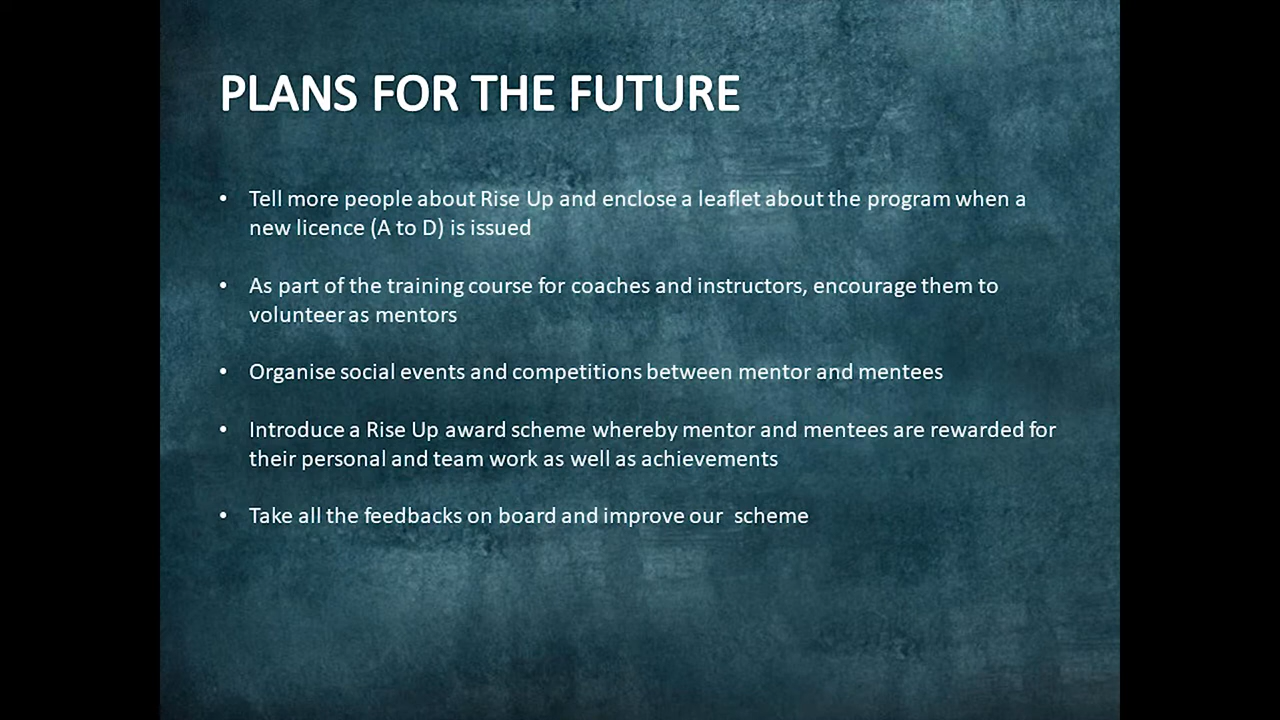 PLANS FOR THE FUTURE
• Tell more people about Rise Up and enclose a leaflet about the program when a
new licence (A to D) is issued
• As part of the training course for coaches and instructors, encourage them to
volunteer as mentors
• Organise social events and competitions between mentor and mentees
• Introduce a Rise Up award scheme whereby mentor and mentees are rewarded for
their personal and team work as well as achievements
• Take all the feedbacks on board and improve our  scheme